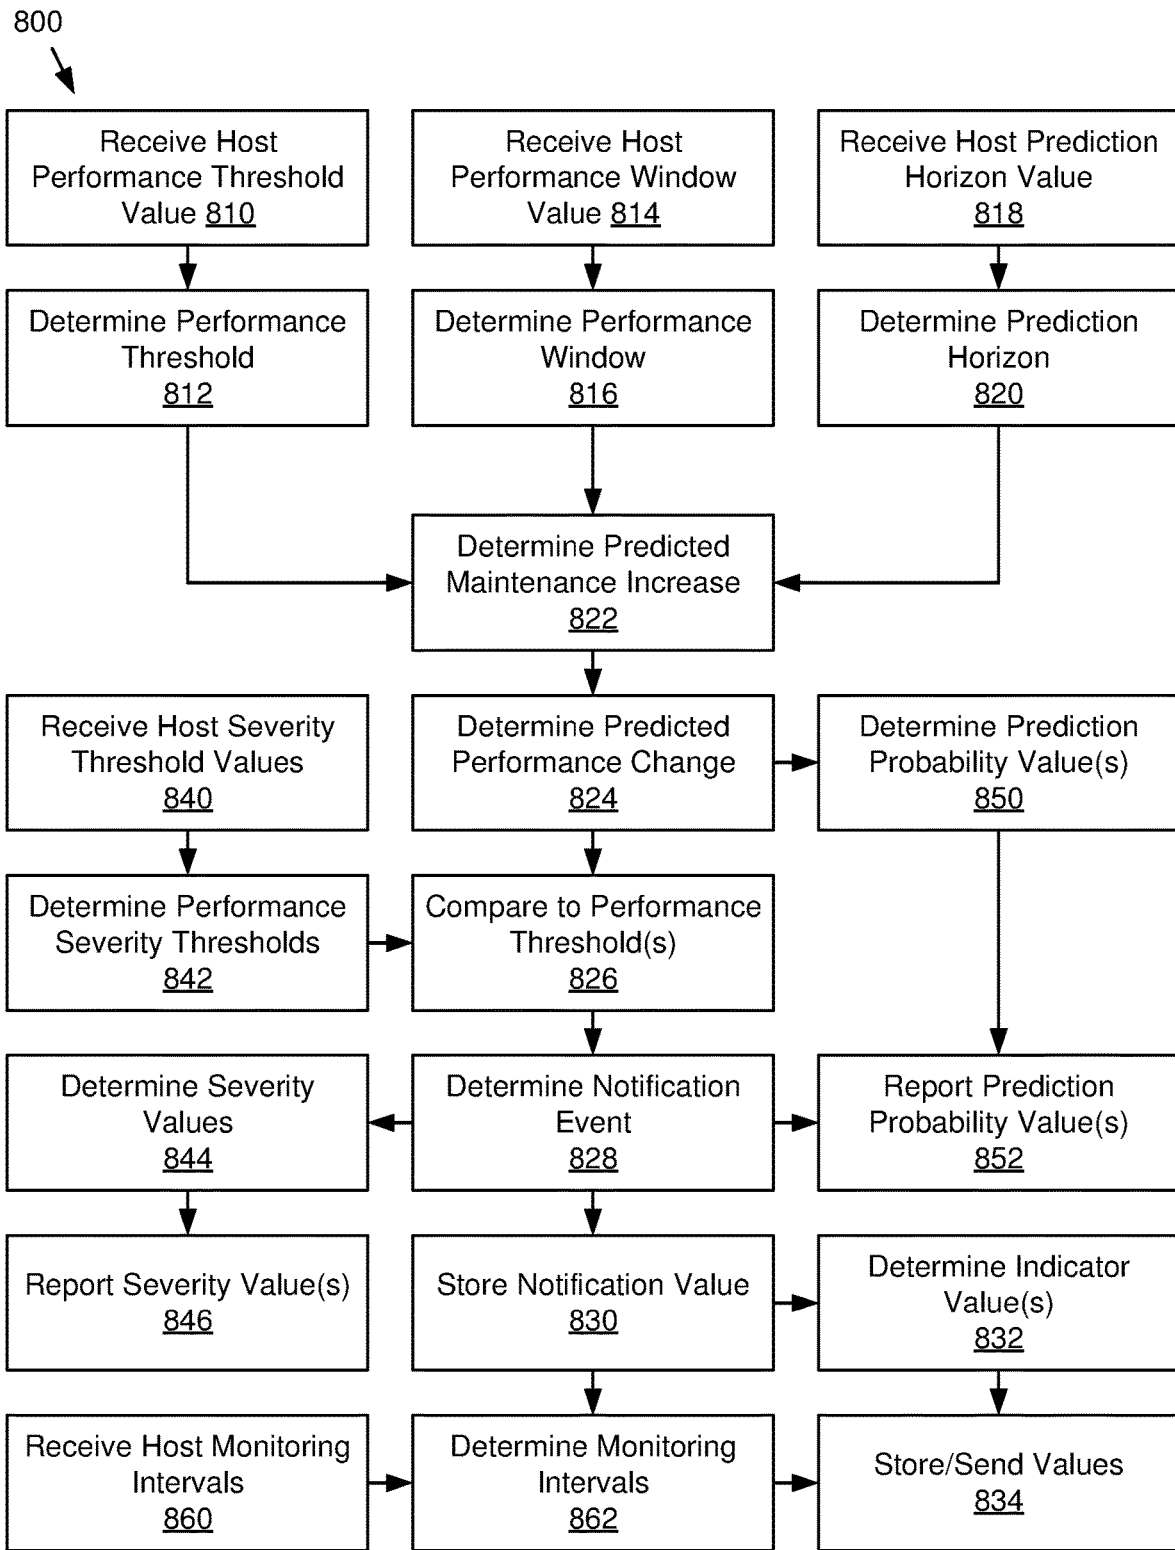 800
Receive Host
Performance Threshold
Value 810
Receive Host
Performance Window
Value 814
Receive Host Prediction
Horizon Value
818
Determine Performance
Threshold
812
Determine Performance
Window
816
Determine Prediction
Horizon
820
Determine Predicted
Maintenance Increase
822
Receive Host Severity
Threshold Values
840
Determine Predicted
Performance Change
824
Determine Prediction
Probability Value(s)
850
Determine Performance
Severity Thresholds
842
Compare to Performance
Threshold(s)
826
Determine Severity
Values
844
Determine Notification
Event
828
Report Prediction
Probability Value(s)
852
Report Severity Value(s)
846
Store Notification Value
830
Determine Indicator
Value(s)
832
Receive Host Monitoring
Intervals
860
Determine Monitoring
Intervals
862
Store/Send Values
834